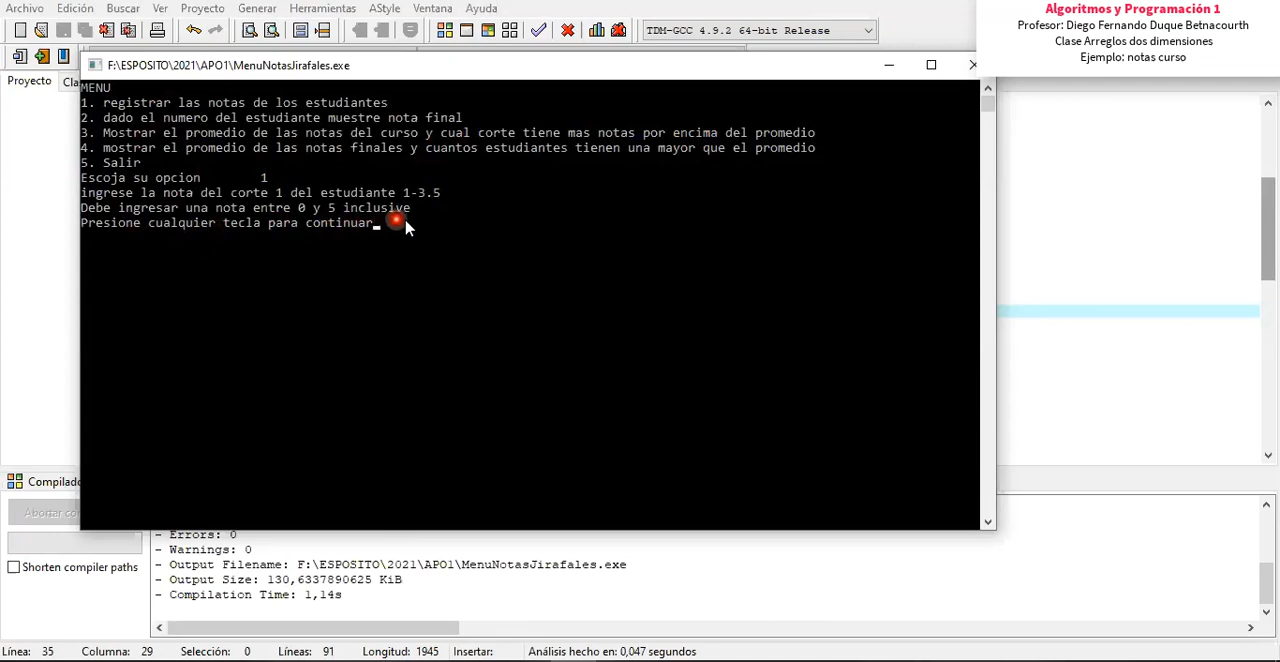 Archivo Edición Buscar Ver Proyecto Generar Herramientas AStyle Ventana Ayuda
Algoritmos y Programación 1
Profesor: Diego Fernando Duque Betnacourth
Clase Arreglos dos dimensiones
Ejemplo: notas curso
TDM-GCC 4.9.2 64-bit Release
F:\ESPOSITO\2021\APO1\MenuNotasJirafales.exe
Proyecto Cla
MENU
1. registrar las notas de los estudiantes
2. dado el numero del estudiante muestre nota final
3. Mostrar el promedio de las notas del curso y cual corte tiene mas notas por encima del promedio
4. mostrar el promedio de las notas finales y cuantos estudiantes tienen una mayor que el promedio
5. Salir
Escoja su opcion 1
ingrese la nota del corte 1 del estudiante 1-3.5
Debe ingresar una nota entre 0 y 5 inclusive
Presione cualquier tecla para continuar
Compilado
Abortar co
Shorten compiler paths
- Errors: 0
- Warnings: 0
- Output Filename: F:\ESPOSITO\2021\APO1\MenuNotasJirafales.exe
- Output Size: 130,6337890625 KiB
- Compilation Time: 1,14s
Línea: 35 Columna: 29 Selección: 0 Líneas: 91 Longitud: 1945 Insertar: Análisis hecho en: 0,047 segundos